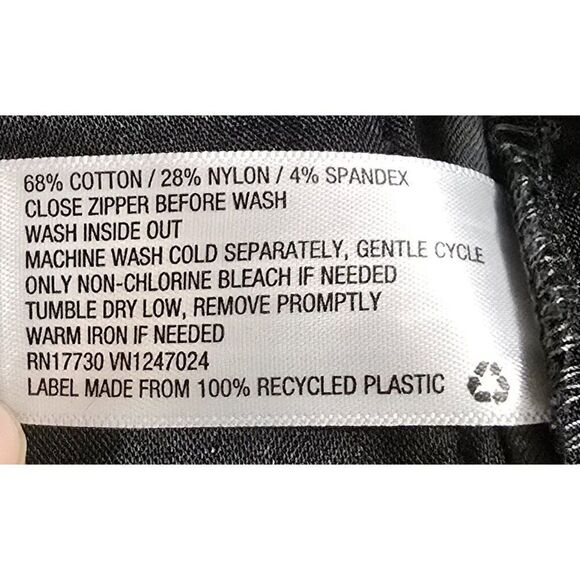 68% COTTON / 28% NYLON / 4% SPANDEX
CLOSE ZIPPER BEFORE WASH
WASH INSIDE OUT
MACHINE WASH COLD SEPARATELY, GENTLE CYCLE
ONLY NON-CHLORINE BLEACH IF NEEDED
TUMBLE DRY LOW, REMOVE PROMPTLY
WARM IRON IF NEEDED
RN17730 VN1247024
LABEL MADE FROM 100% RECYCLED PLASTIC